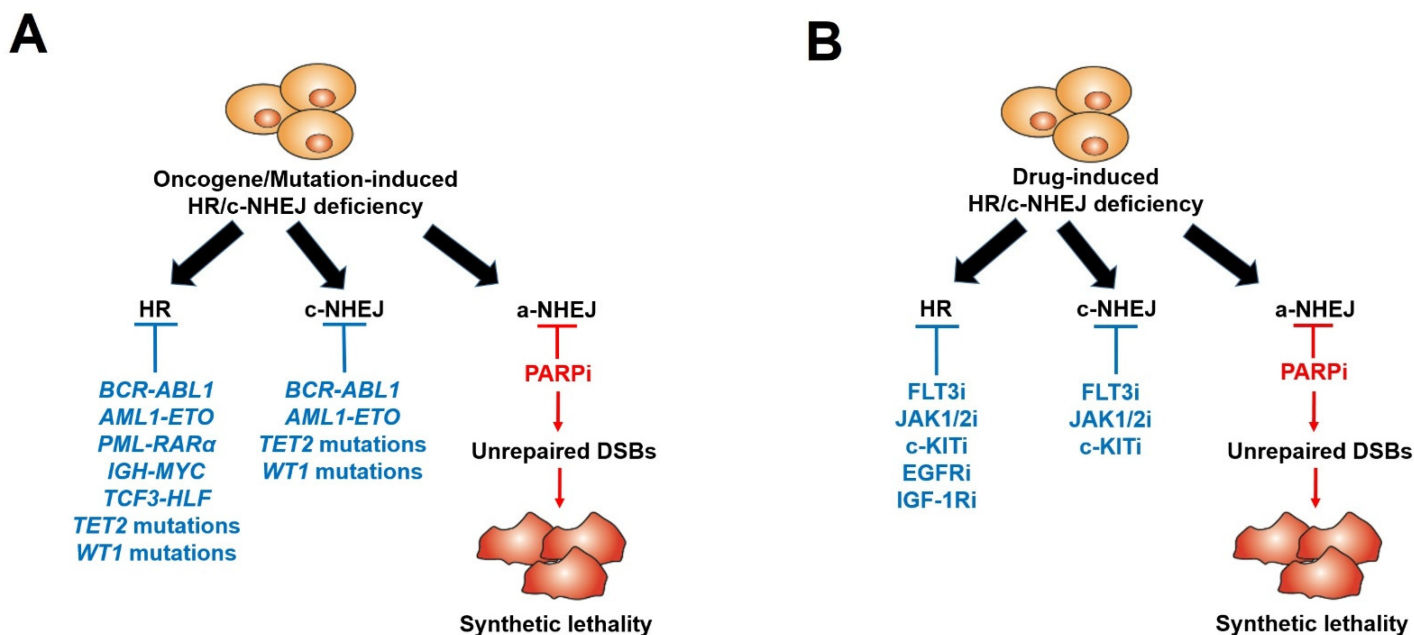 A
Oncogene/Mutation-induced
HR/c-NHEJ deficiency
HR
c-NHEJ
a-NHEJ
BCR-ABL1
AML1-ETO
PML-RARα
IGH-MYC
TCF3-HLF
TET2 mutations
WT1 mutations
BCR-ABL1
AML1-ETO
TET2 mutations
WT1 mutations
PARPi
Unrepaired DSBs
Synthetic lethality
B
Drug-induced
HR/c-NHEJ deficiency
HR
c-NHEJ
a-NHEJ
FLT3i
JAK1/2i
c-KITi
EGFRi
IGF-1Ri
FLT3i
JAK1/2i
c-KITi
PARPi
Unrepaired DSBs
Synthetic lethality